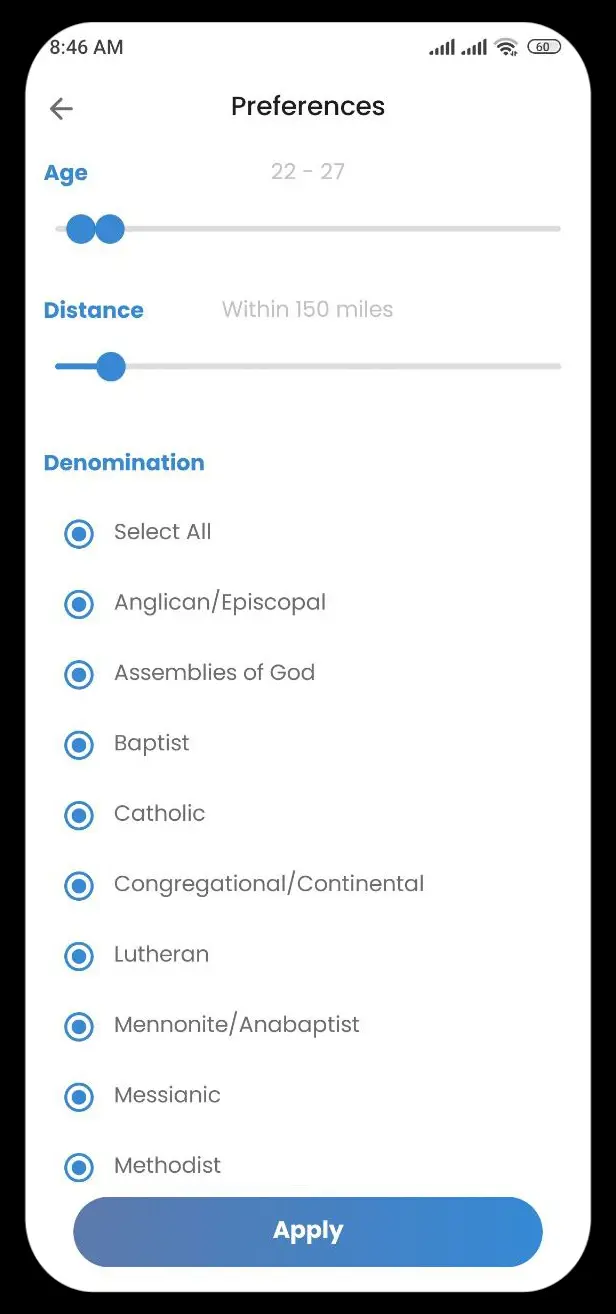 8:46 AM 60
Preferences
Age 22 - 27
Distance Within 150 miles
Denomination
Select All
Anglican/Episcopal
Assemblies of God
Baptist
Catholic
Congregational/Continental
Lutheran
Mennonite/Anabaptist
Messianic
Methodist
Apply